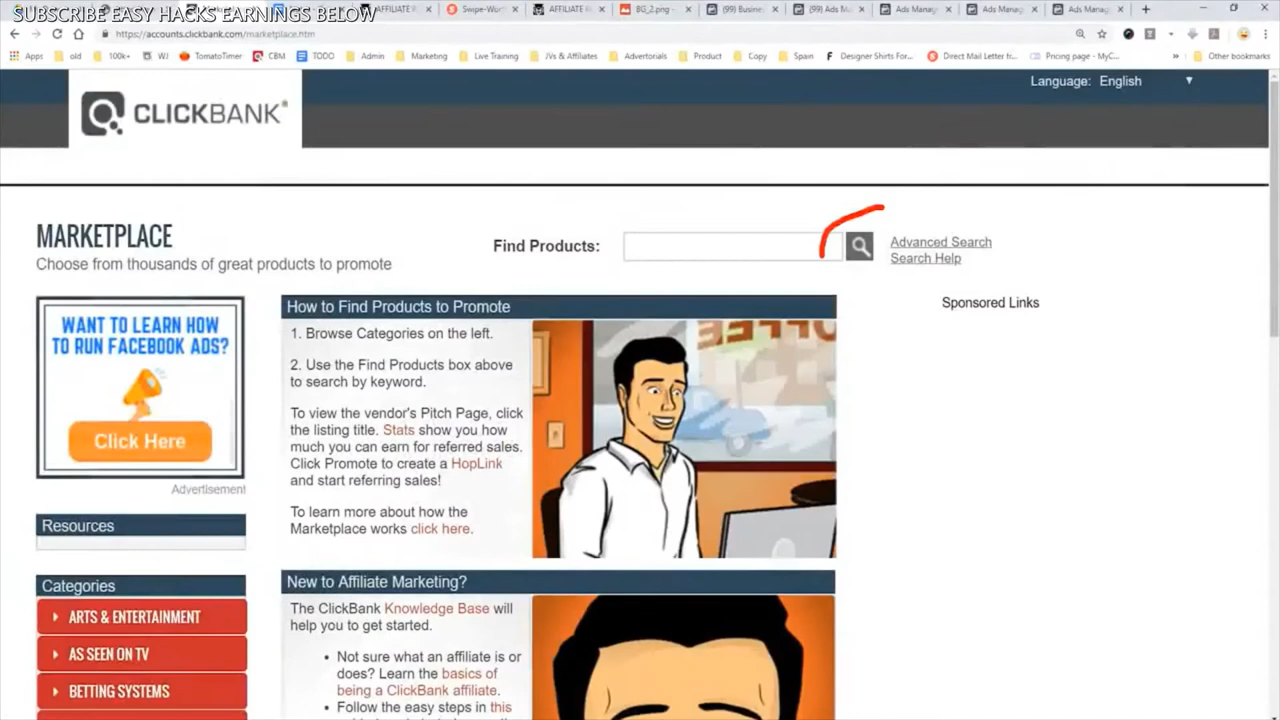 SUBSCRIBE EASY HACKS EARNINGS BELOW
AFFILIATE
Swipe-Wor
AFFILIATE
BG_2.png -
(99) Busine
(99) Ads M
Ads Manag
Ads Manag
Ads Manag
https://accounts.clickbank.com/marketplace.htm
Apps old 100k+ WJ TomatoTimer CBM TODO Admin Marketing Live Training JVs & Affiliates Advertorials Product Copy Spain Designer Shirts For... Direct Mail Letter fr... Pricing page - MyC... » Other bookmarks
Language: English
CLICKBANK®
MARKETPLACE
Choose from thousands of great products to promote
Find Products:
Advanced Search
Search Help
WANT TO LEARN HOW
TO RUN FACEBOOK ADS?
Click Here
Advertisement
Resources
Categories
ARTS & ENTERTAINMENT
AS SEEN ON TV
BETTING SYSTEMS
How to Find Products to Promote
1. Browse Categories on the left.
2. Use the Find Products box above
to search by keyword.
To view the vendor's Pitch Page, click
the listing title. Stats show you how
much you can earn for referred sales.
Click Promote to create a HopLink
and start referring sales!
To learn more about how the
Marketplace works click here.
New to Affiliate Marketing?
The ClickBank Knowledge Base will
help you to get started.
• Not sure what an affiliate is or
does? Learn the basics of
being a ClickBank affiliate.
• Follow the easy steps in this
Sponsored Links